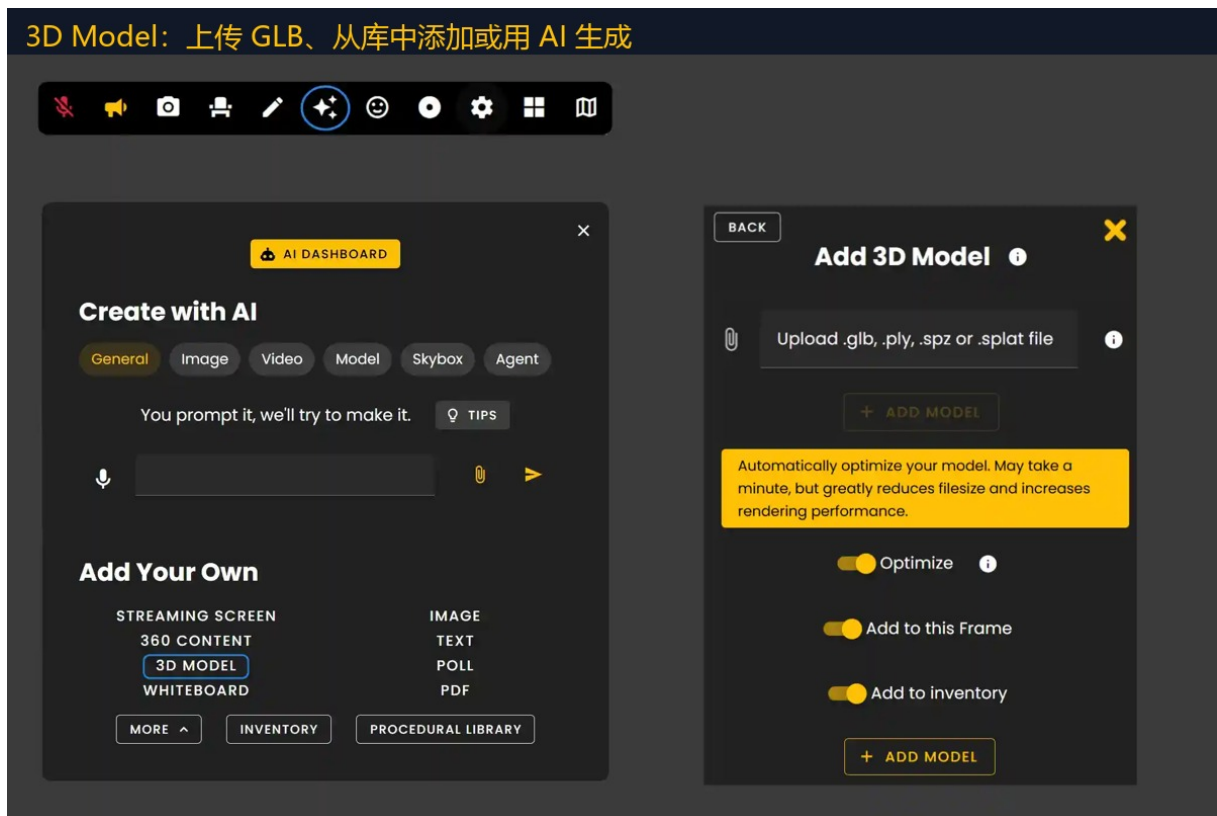 3D Model：上传 GLB、从库中添加或用 AI 生成
AI DASHBOARD
Create with AI
General Image Video Model Skybox Agent
You prompt it, we'll try to make it. TIPS
Add Your Own
STREAMING SCREEN IMAGE
360 CONTENT TEXT
3D MODEL POLL
WHITEBOARD PDF
MORE INVENTORY PROCEDURAL LIBRARY
BACK
Add 3D Model
Upload .glb, .ply, .spz or .splat file
+ ADD MODEL
Automatically optimize your model. May take a
minute, but greatly reduces filesize and increases
rendering performance.
Optimize
Add to this Frame
Add to inventory
+ ADD MODEL